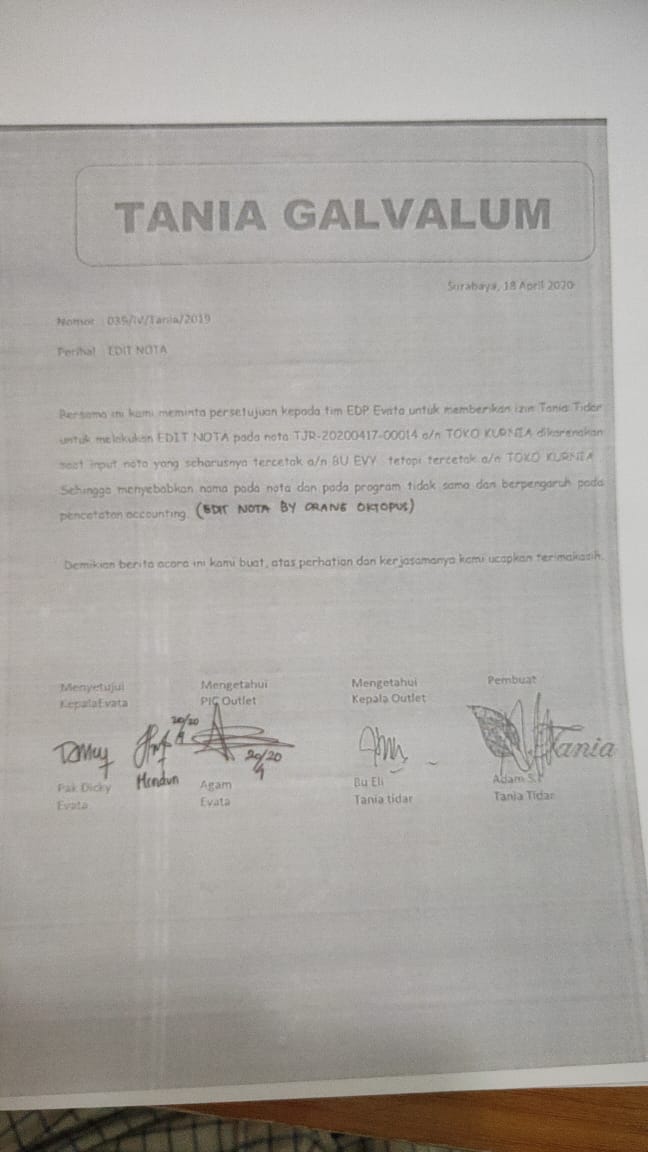 TANIA GALVALUM
Surabaya, 18 April 2020
Nomor : 039/IV/Tania/2019
Perihal : EDIT NOTA
Bersama ini kami meminta persetujuan kepada tim EDP Evata untuk memberikan izin Tania Tidar
untuk melakukan EDIT NOTA pada nota TJR-20200417-00014 a/n TOKO KURNIA dikarenakan
saat input nota yang seharusnya tercetak a/n BU EVY tetapi tercetak a/n TOKO KURNIA
Sehingga menyebabkan nama pada nota dan pada program tidak sama dan berpengaruh pada
pencatatan accounting. (EDIT NOTA BY ORANG OKTOPUS)
Demikian berita acara ini kami buat, atas perhatian dan kerjasamanya kami ucapkan terimakasih.
Menyetujui Mengetahui Mengetahui Pembuat
KepalaEvata PIC Outlet Kepala Outlet
20/20
4
20/20
4
Tania
Pak Dicky Agam Bu Eli Adam S.
Evata Evata Tania tidar Tania Tidar